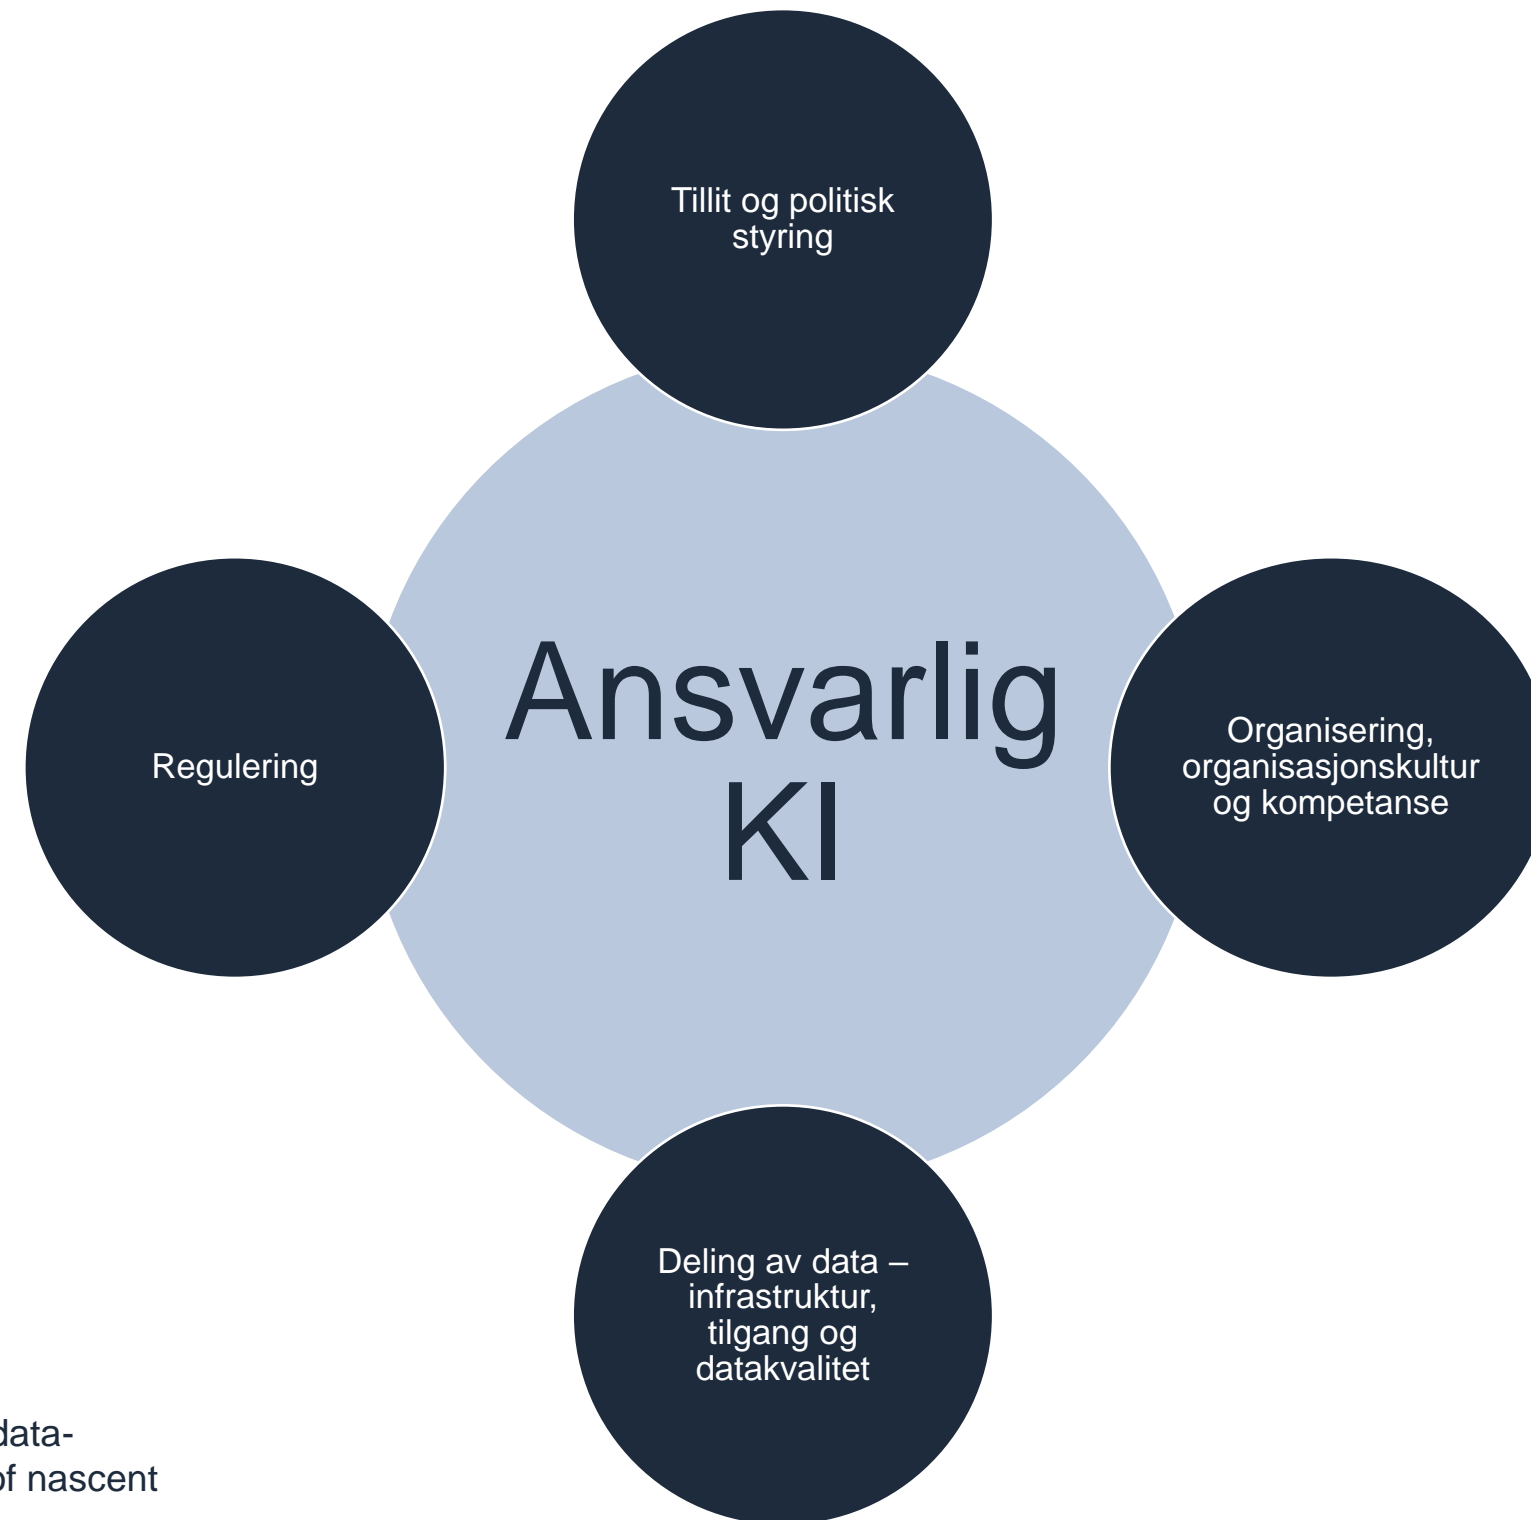 Tillit og politisk
styring
Regulering
Ansvarlig
KI
Organisering,
organisasjonskultur
og kompetanse
Deling av data –
infrastruktur,
tilgang og
datakvalitet
data-
of nascent